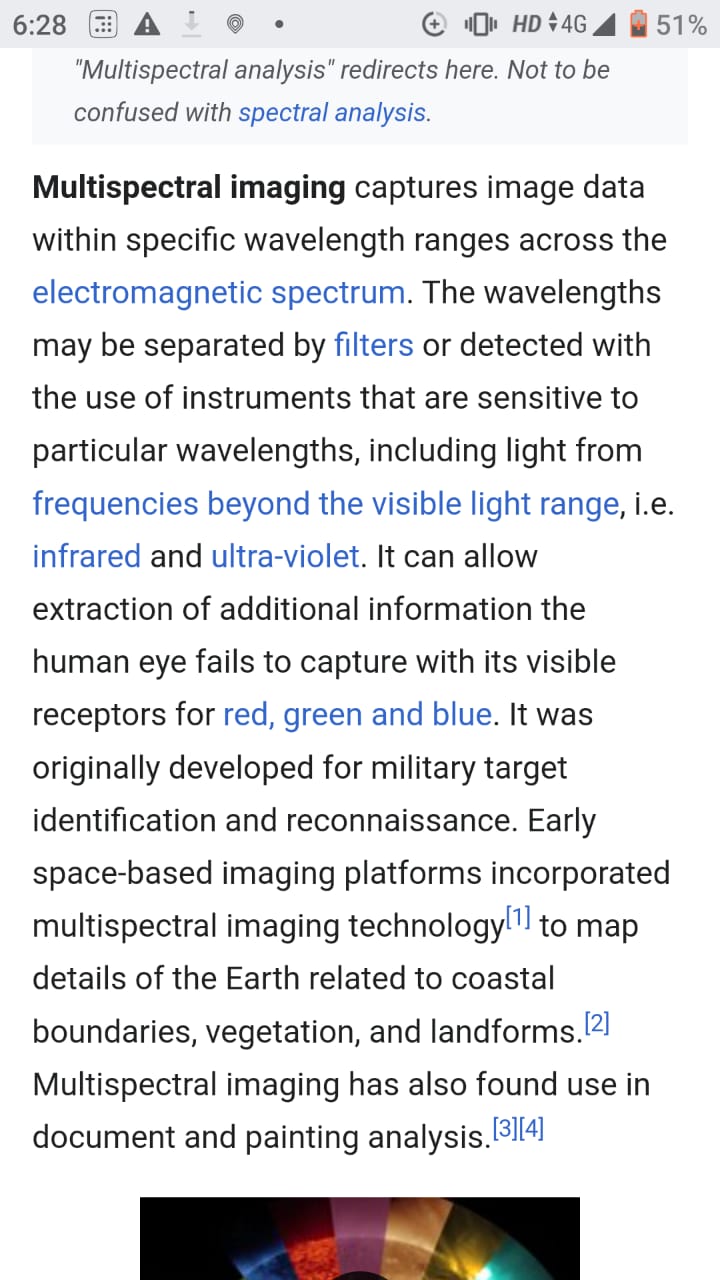 6:28 HD 4G 51%
"Multispectral analysis" redirects here. Not to be
confused with spectral analysis.
Multispectral imaging captures image data
within specific wavelength ranges across the
electromagnetic spectrum. The wavelengths
may be separated by filters or detected with
the use of instruments that are sensitive to
particular wavelengths, including light from
frequencies beyond the visible light range, i.e.
infrared and ultra-violet. It can allow
extraction of additional information the
human eye fails to capture with its visible
receptors for red, green and blue. It was
originally developed for military target
identification and reconnaissance. Early
space-based imaging platforms incorporated
multispectral imaging technology[1] to map
details of the Earth related to coastal
boundaries, vegetation, and landforms.[2]
Multispectral imaging has also found use in
document and painting analysis.[3][4]